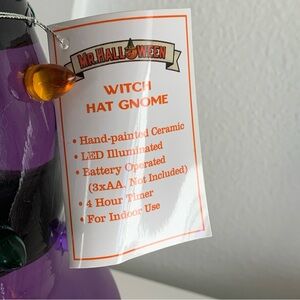 MR. HALLOWEEN
WITCH
HAT GNOME
• Hand-painted Ceramic
• LED Illuminated
• Battery Operated
(3xAA, Not Included)
• 4 Hour Timer
• For Indoor Use